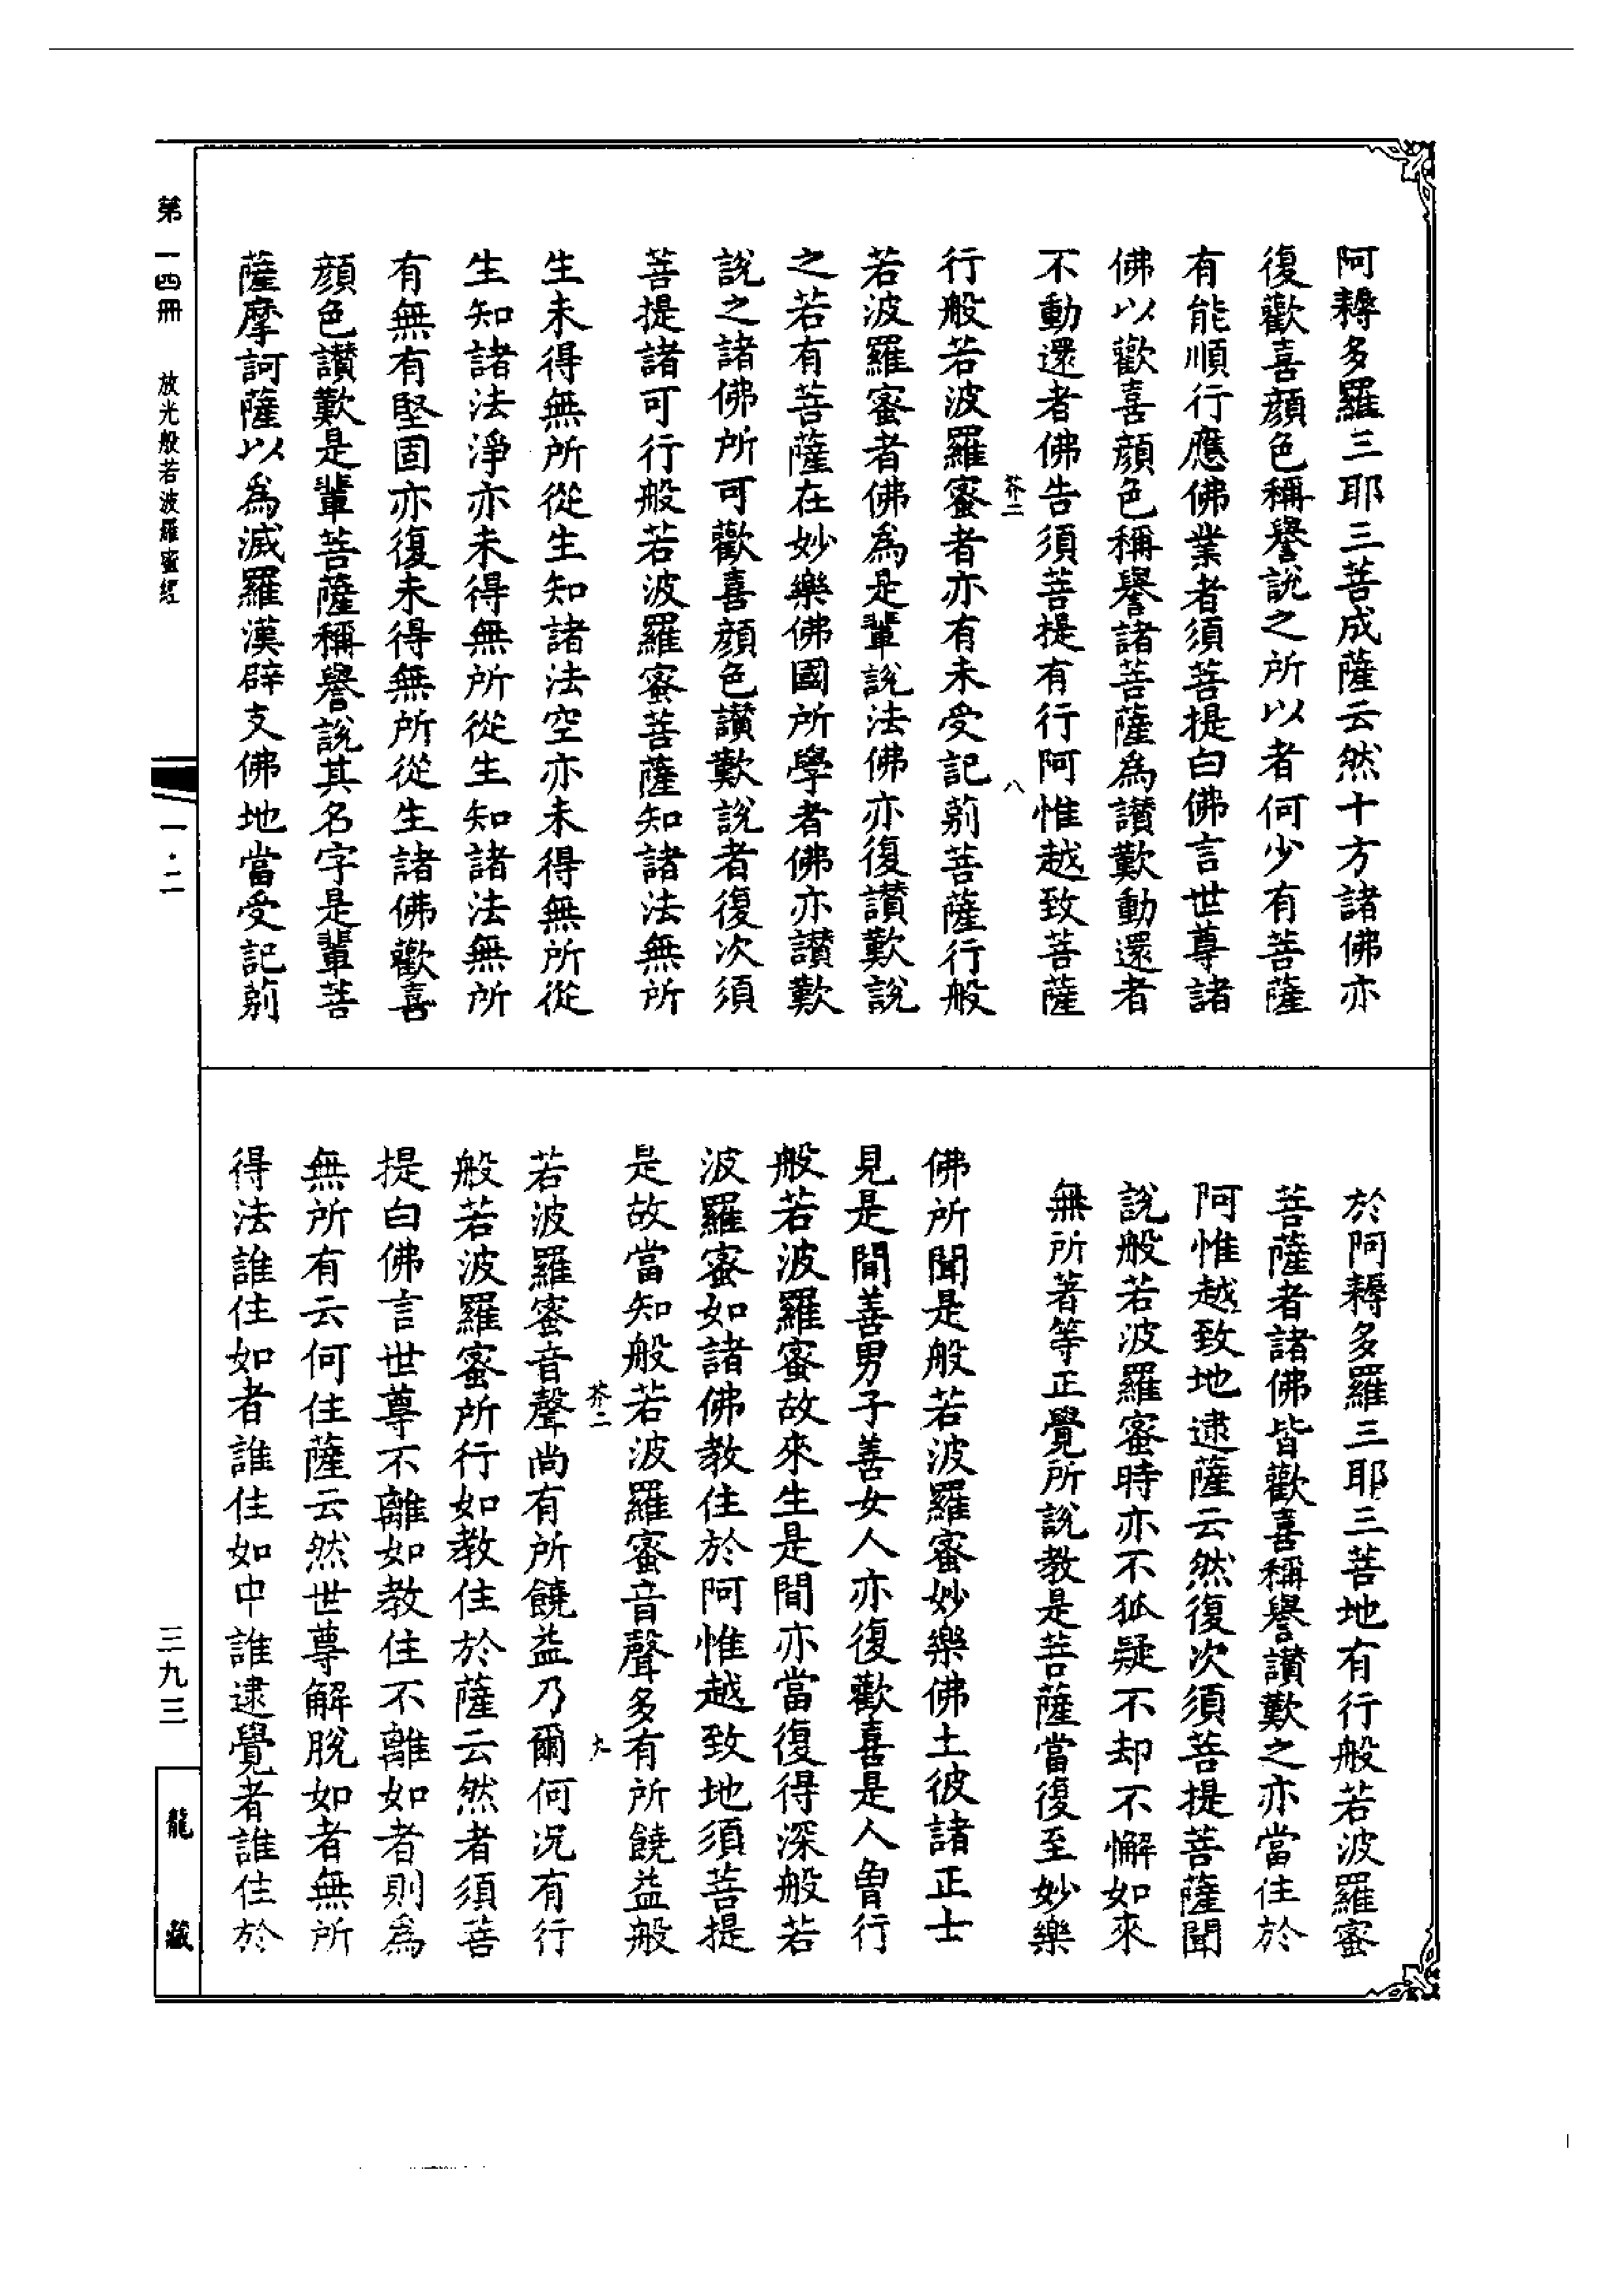 阿耨多羅三耶三菩成薩云然十方諸佛亦
復歡喜顏色稱譽說之所以者何少有菩薩
有能順行應佛業者須菩提白佛言世尊諸
佛以歡喜顏色稱譽諸菩薩為讃歎動還者
不動還者佛告須菩提有行阿惟越致菩薩
芥二
八
行般若波羅蜜者亦有未受記莂菩薩行般
若波羅蜜者佛為是輩說法佛亦復讃歎說
之若有菩薩在妙樂佛國所學者佛亦讃歎
說之諸佛所可歡喜顏色讃歎說者復次須
菩提諸可行般若波羅蜜菩薩知諸法無所
生未得無所從生知諸法空亦未得無所從
生知諸法淨亦未得無所從生知諸法無所
有無有堅固亦復未得無所從生諸佛歡喜
顏色讃歎是輩菩薩稱譽說其名字是輩菩
薩摩訶薩以為滅羅漢辟支佛地當受記莂
於阿耨多羅三耶三菩地有行般若波羅蜜
菩薩者諸佛皆歡喜稱譽讃歎之亦當住於
阿惟越致地逮薩云然復次須菩提菩薩聞
說般若波羅蜜時亦不狐疑不却不懈如來
無所著等正覺所說教是菩薩當復至妙樂
佛所聞是般若波羅蜜妙樂佛土彼諸正士
見是間善男子善女人亦復歡喜是人曾行
般若波羅蜜故來生是間亦當復得深般若
波羅蜜如諸佛教住於阿惟越致地須菩提
是故當知般若波羅蜜音聲多有所饒益般
芥二
九
若波羅蜜音聲尚有所饒益乃爾何况有行
般若波羅蜜所行如教住於薩云然者須菩
提白佛言世尊不離如教住不離如者則為
無所有云何住薩云然世尊解脫如者無所
得法誰住如者誰住如中誰逮覺者誰住於
第一四冊
放光般若波羅蜜經
一·二
三九三
龍藏